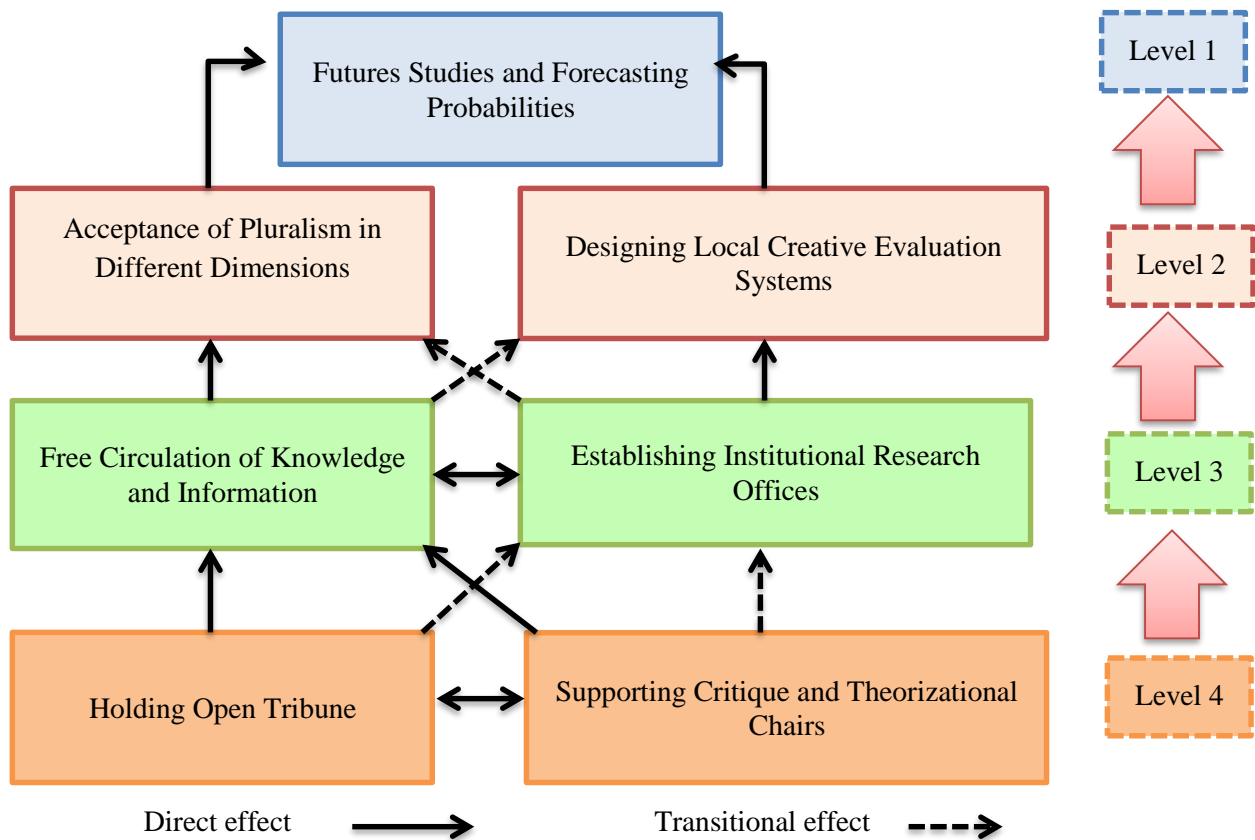 Futures Studies and Forecasting
Probabilities
Level 1
Acceptance of Pluralism in
Different Dimensions
Designing Local Creative Evaluation
Systems
Level 2
Free Circulation of Knowledge
and Information
Establishing Institutional Research
Offices
Level 3
Holding Open Tribune
Supporting Critique and Theorizational
Chairs
Level 4
Direct effect
Transitional effect